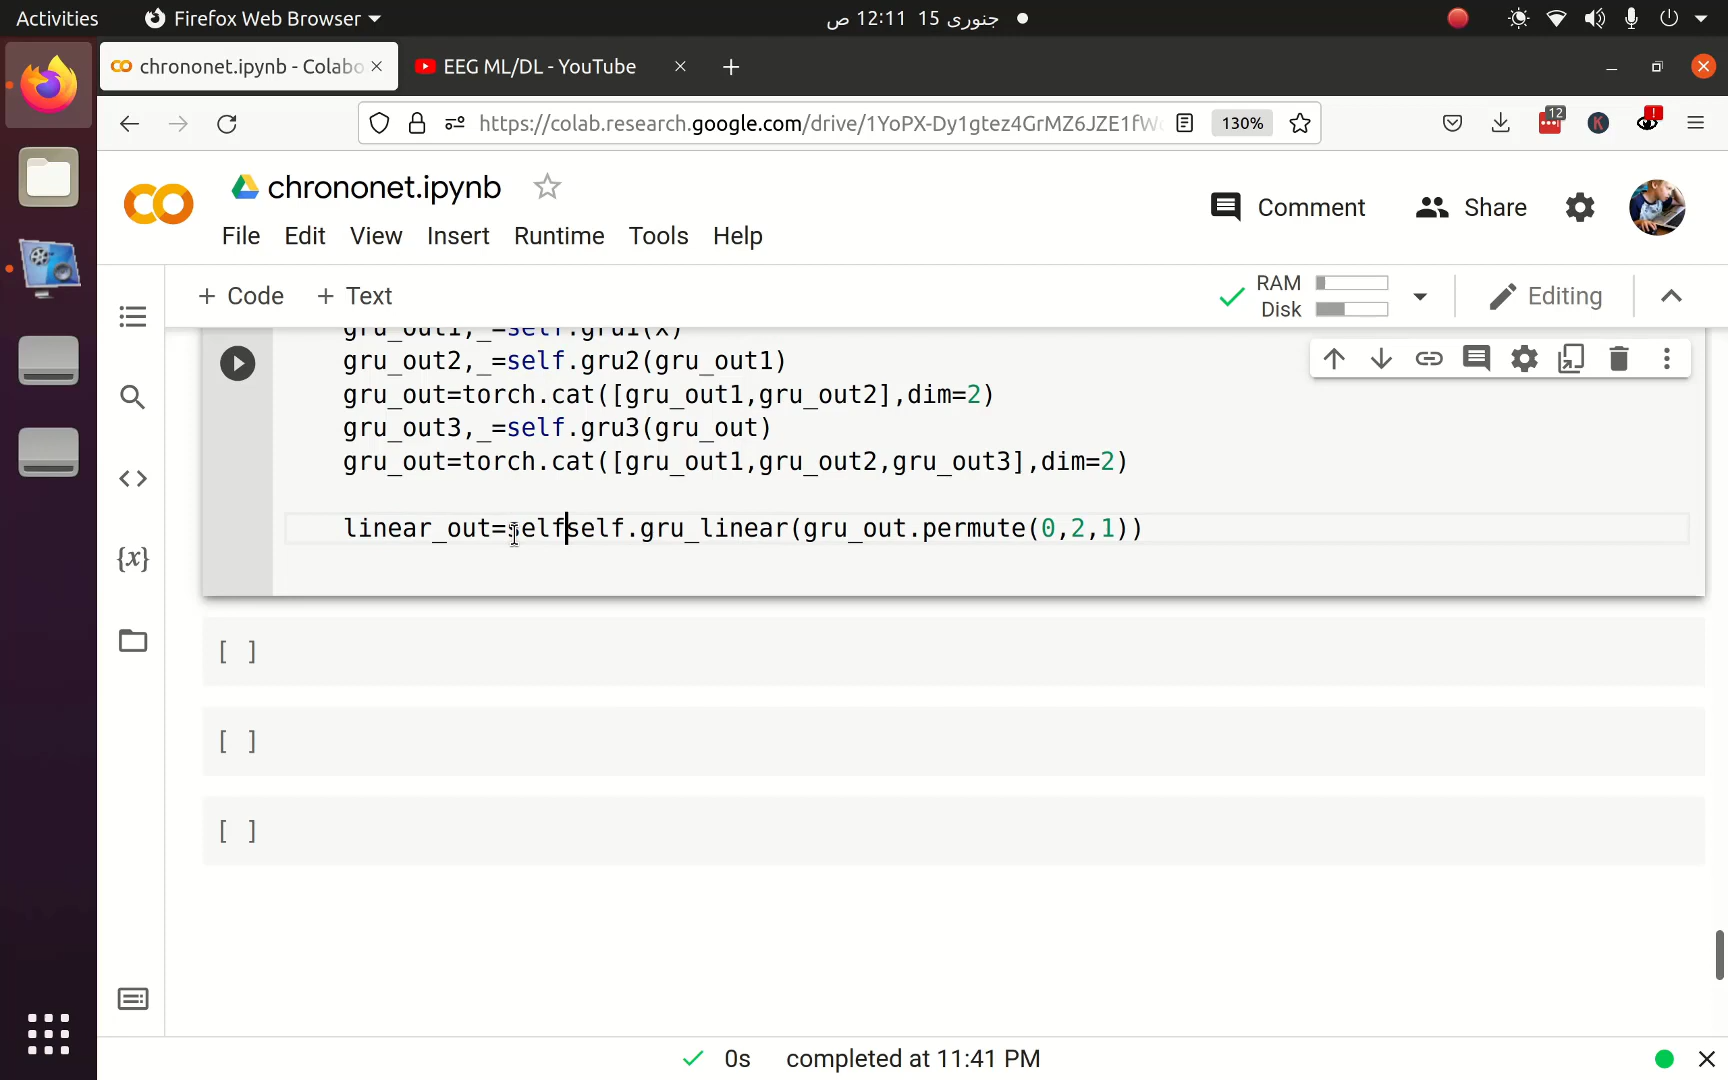 Activities
Firefox Web Browser
جنوری 15 12:11 ص
chrononet.ipynb - Colabo
EEG ML/DL - YouTube
https://colab.research.google.com/drive/1YoPX-Dy1gtez4GrMZ6JZE1fW
130%
12
chrononet.ipynb
Comment
Share
File Edit View Insert Runtime Tools Help
+ Code + Text
RAM
Disk
Editing
gru_out1,_=self.gru1(x)
gru_out2,_=self.gru2(gru_out1)
gru_out=torch.cat([gru_out1,gru_out2],dim=2)
gru_out3,_=self.gru3(gru_out)
gru_out=torch.cat([gru_out1,gru_out2,gru_out3],dim=2)
linear_out=selfself.gru_linear(gru_out.permute(0,2,1))
[ ]
[ ]
[ ]
0s completed at 11:41 PM